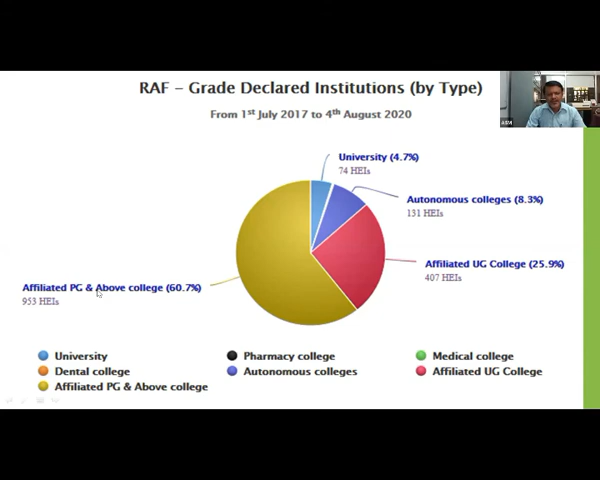 RAF – Grade Declared Institutions (by Type)
From 1st July 2017 to 4th August 2020
ASM
University (4.7%)
74 HEIs
Autonomous colleges (8.3%)
131 HEIs
Affiliated UG College (25.9%)
407 HEIs
Affiliated PG & Above college (60.7%)
953 HEIs
University
Pharmacy college
Medical college
Dental college
Autonomous colleges
Affiliated UG College
Affiliated PG & Above college